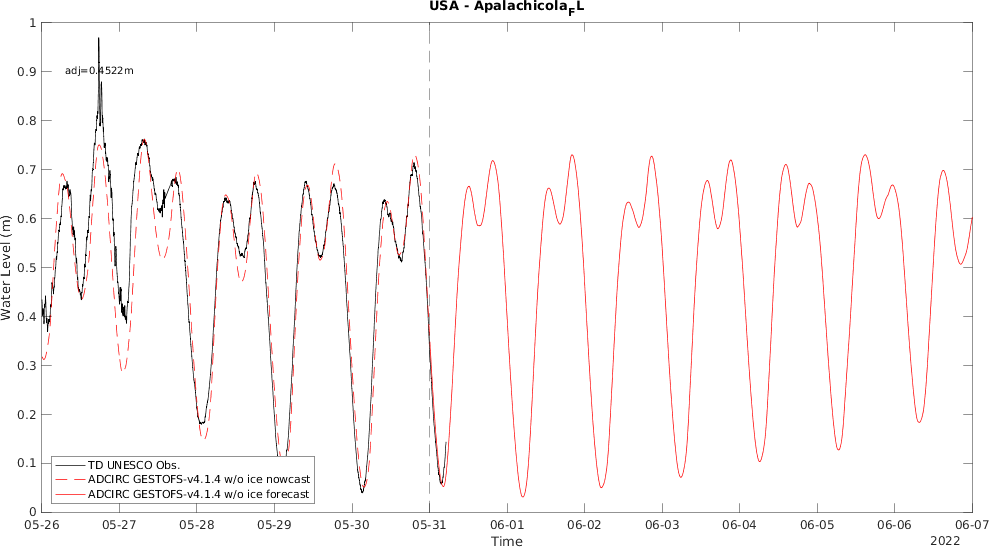 USA - Apalachicola_FL
1
0.9
0.8
0.7
0.6
0.5
0.4
0.3
0.2
0.1
0
Water Level (m)
adj=0.4522m
TD UNESCO Obs.
ADCIRC GESTOFS-v4.1.4 w/o ice nowcast
ADCIRC GESTOFS-v4.1.4 w/o ice forecast
05-26 05-27 05-28 05-29 05-30 05-31 06-01 06-02 06-03 06-04 06-05 06-06 06-07
Time
2022